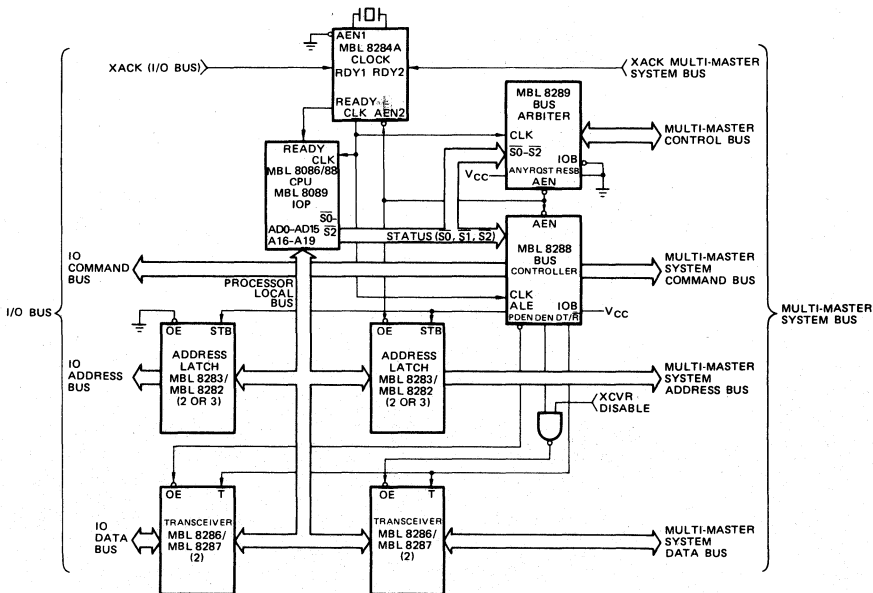 AEN1
MBL 8284A
CLOCK
RDY1 RDY2
READY
CLK AEN2
XACK (I/O BUS)
XACK MULTI-MASTER
SYSTEM BUS
MBL 8289
BUS
ARBITER
CLK
S0-S2
IOB
ANYRQST RESB
AEN
VCC
MULTI-MASTER
CONTROL BUS
READY
CLK
MBL 8086/88
CPU
MBL 8089
IOP
S0-
S2
AD0-AD15
A16-A19
STATUS (S0, S1, S2)
AEN
MBL 8288
BUS
CONTROLLER
CLK
ALE
IOB
PDEN DEN DT/R
VCC
IO
COMMAND
BUS
PROCESSOR
LOCAL
BUS
MULTI-MASTER
SYSTEM
COMMAND BUS
I/O BUS
MULTI-MASTER
SYSTEM BUS
OE STB
ADDRESS
LATCH
MBL 8283/
MBL 8282
(2 OR 3)
OE STB
ADDRESS
LATCH
MBL 8283/
MBL 8282
(2 OR 3)
IO
ADDRESS
BUS
MULTI-MASTER
SYSTEM
ADDRESS BUS
XCVR
DISABLE
OE T
TRANSCEIVER
MBL 8286/
MBL 8287
(2)
OE T
TRANSCEIVER
MBL 8286/
MBL 8287
(2)
IO
DATA
BUS
MULTI-MASTER
SYSTEM
DATA BUS